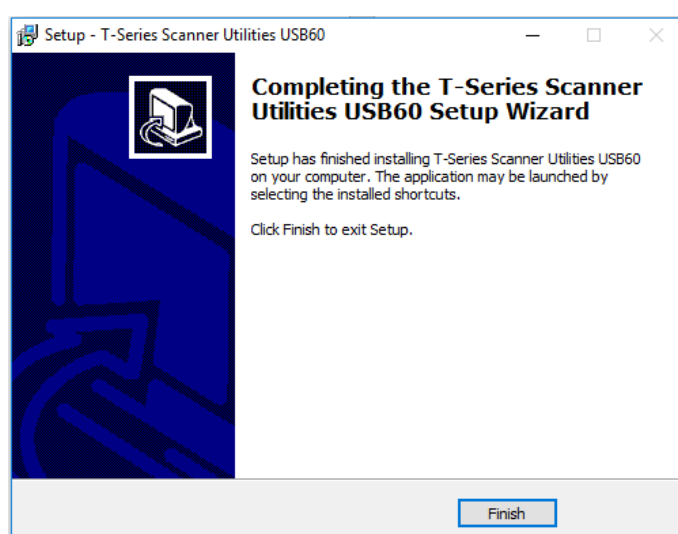 Setup - T-Series Scanner Utilities USB60
Completing the T-Series Scanner
Utilities USB60 Setup Wizard
Setup has finished installing T-Series Scanner Utilities USB60
on your computer. The application may be launched by
selecting the installed shortcuts.
Click Finish to exit Setup.
Finish